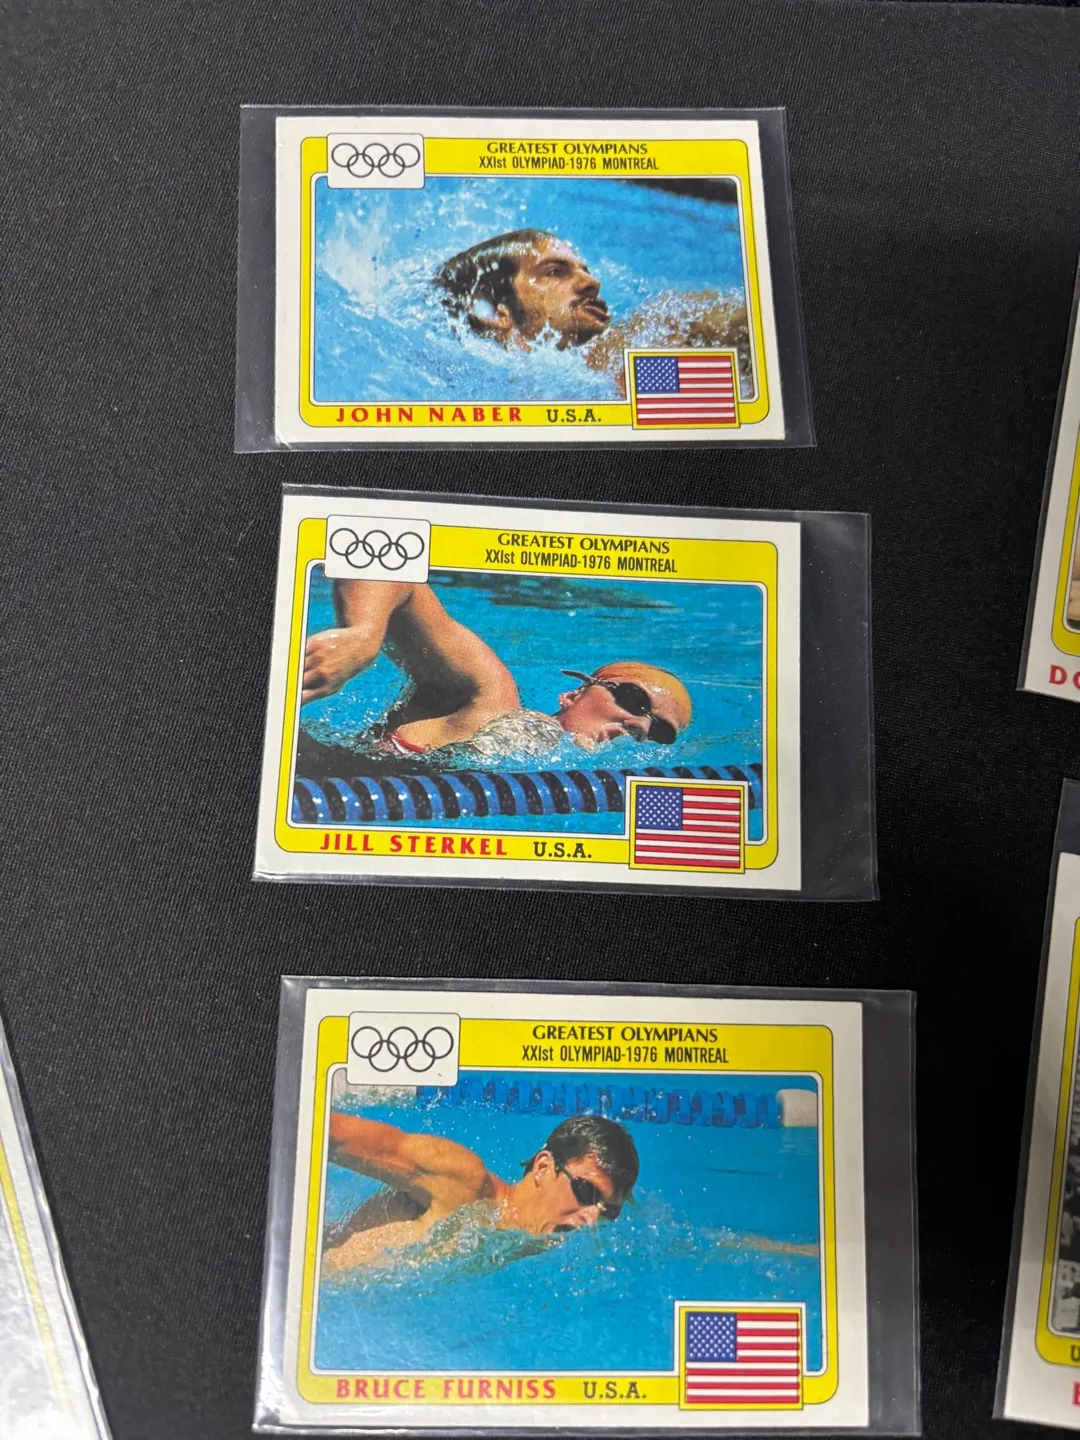 GREATEST OLYMPIANS
XXIst OLYMPIAD-1976 MONTREAL
JOHN NABER U.S.A.
GREATEST OLYMPIANS
XXIst OLYMPIAD-1976 MONTREAL
JILL STERKEL U.S.A.
GREATEST OLYMPIANS
XXIst OLYMPIAD-1976 MONTREAL
BRUCE FURNISS U.S.A.